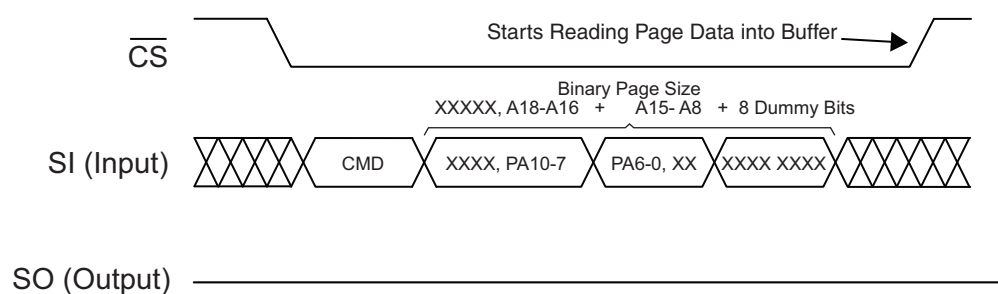 Starts Reading Page Data into Buffer
CS
Binary Page Size
XXXXX, A18-A16 + A15- A8 + 8 Dummy Bits
SI (Input)
CMD
XXXX, PA10-7
PA6-0, XX
XXXX XXXX
SO (Output)